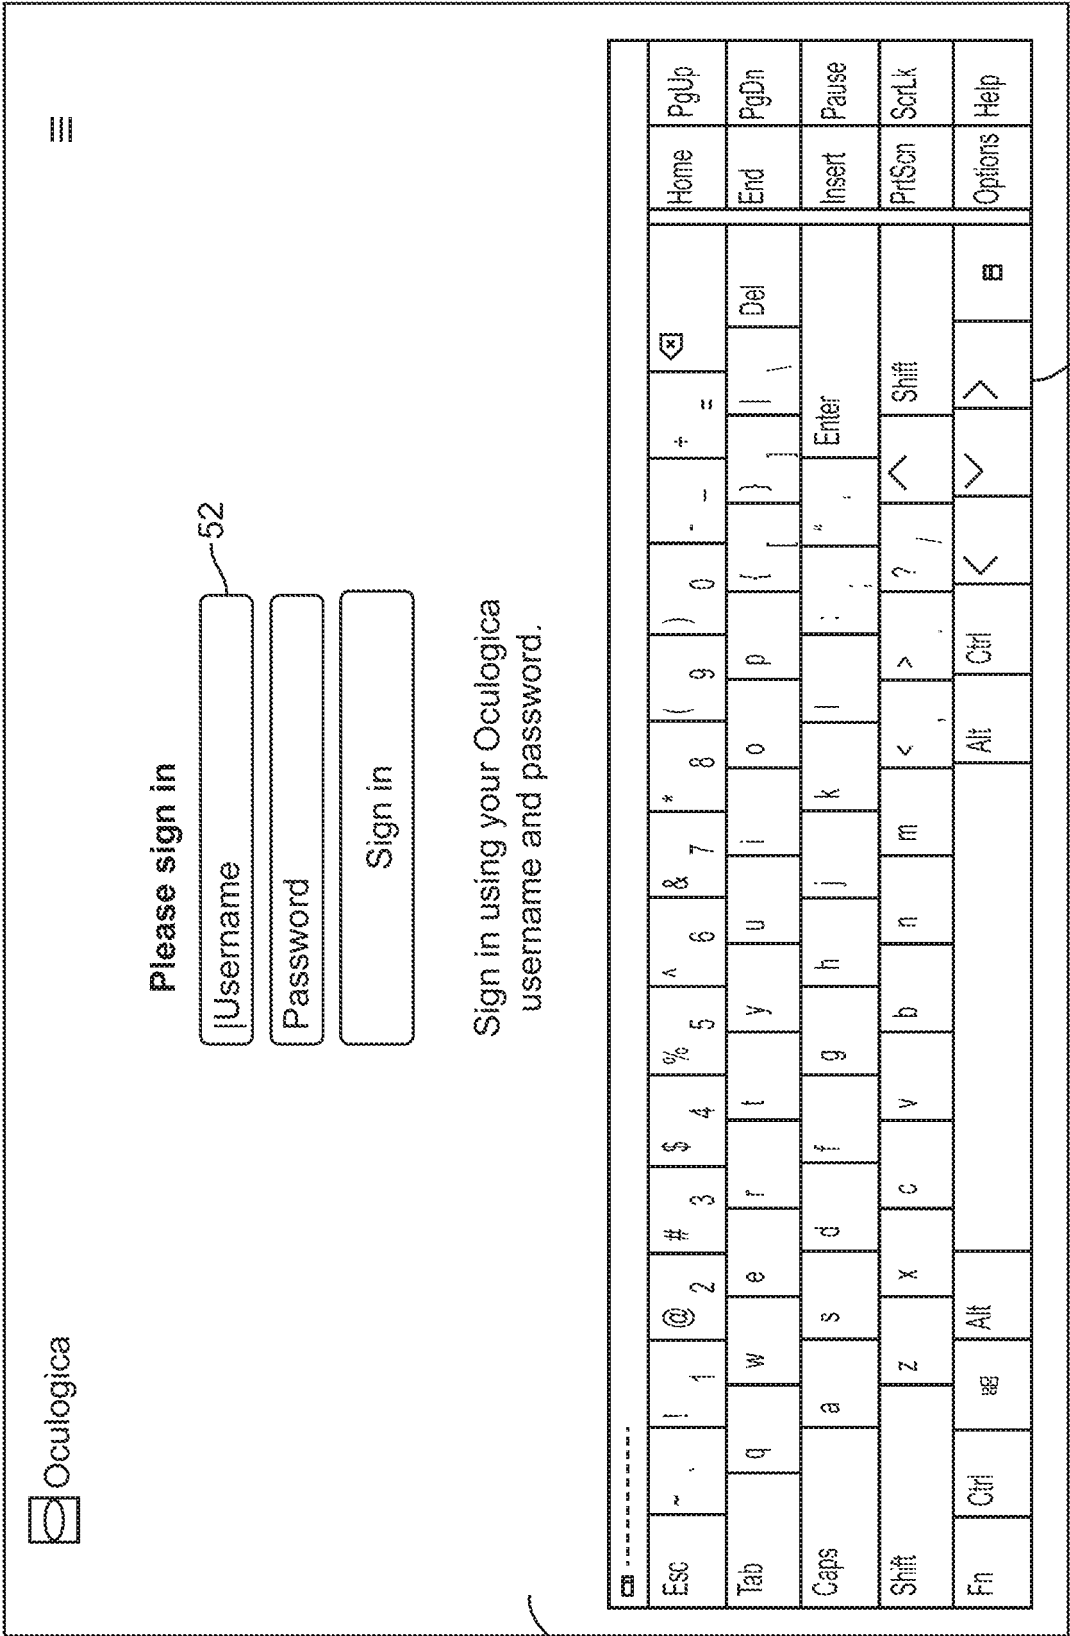 Oculogica
Please sign in
Username
52
Password
Sign in
Sign in using your Oculogica
username and password.
Esc ~ ` ! 1 @ 2 # 3 $ 4 % 5 ^ 6 & 7 * 8 ( 9 ) 0 - _ + = Home PgUp
Tab q w e r t y u i o p { [ } ] | \ Del End PgDn
Caps a s d f g h j k l : ; " ' Enter Insert Pause
Shift z x c v b n m < , > . ? / Shift PrtScn ScrLk
Fn Ctrl Alt Alt Ctrl Options Help